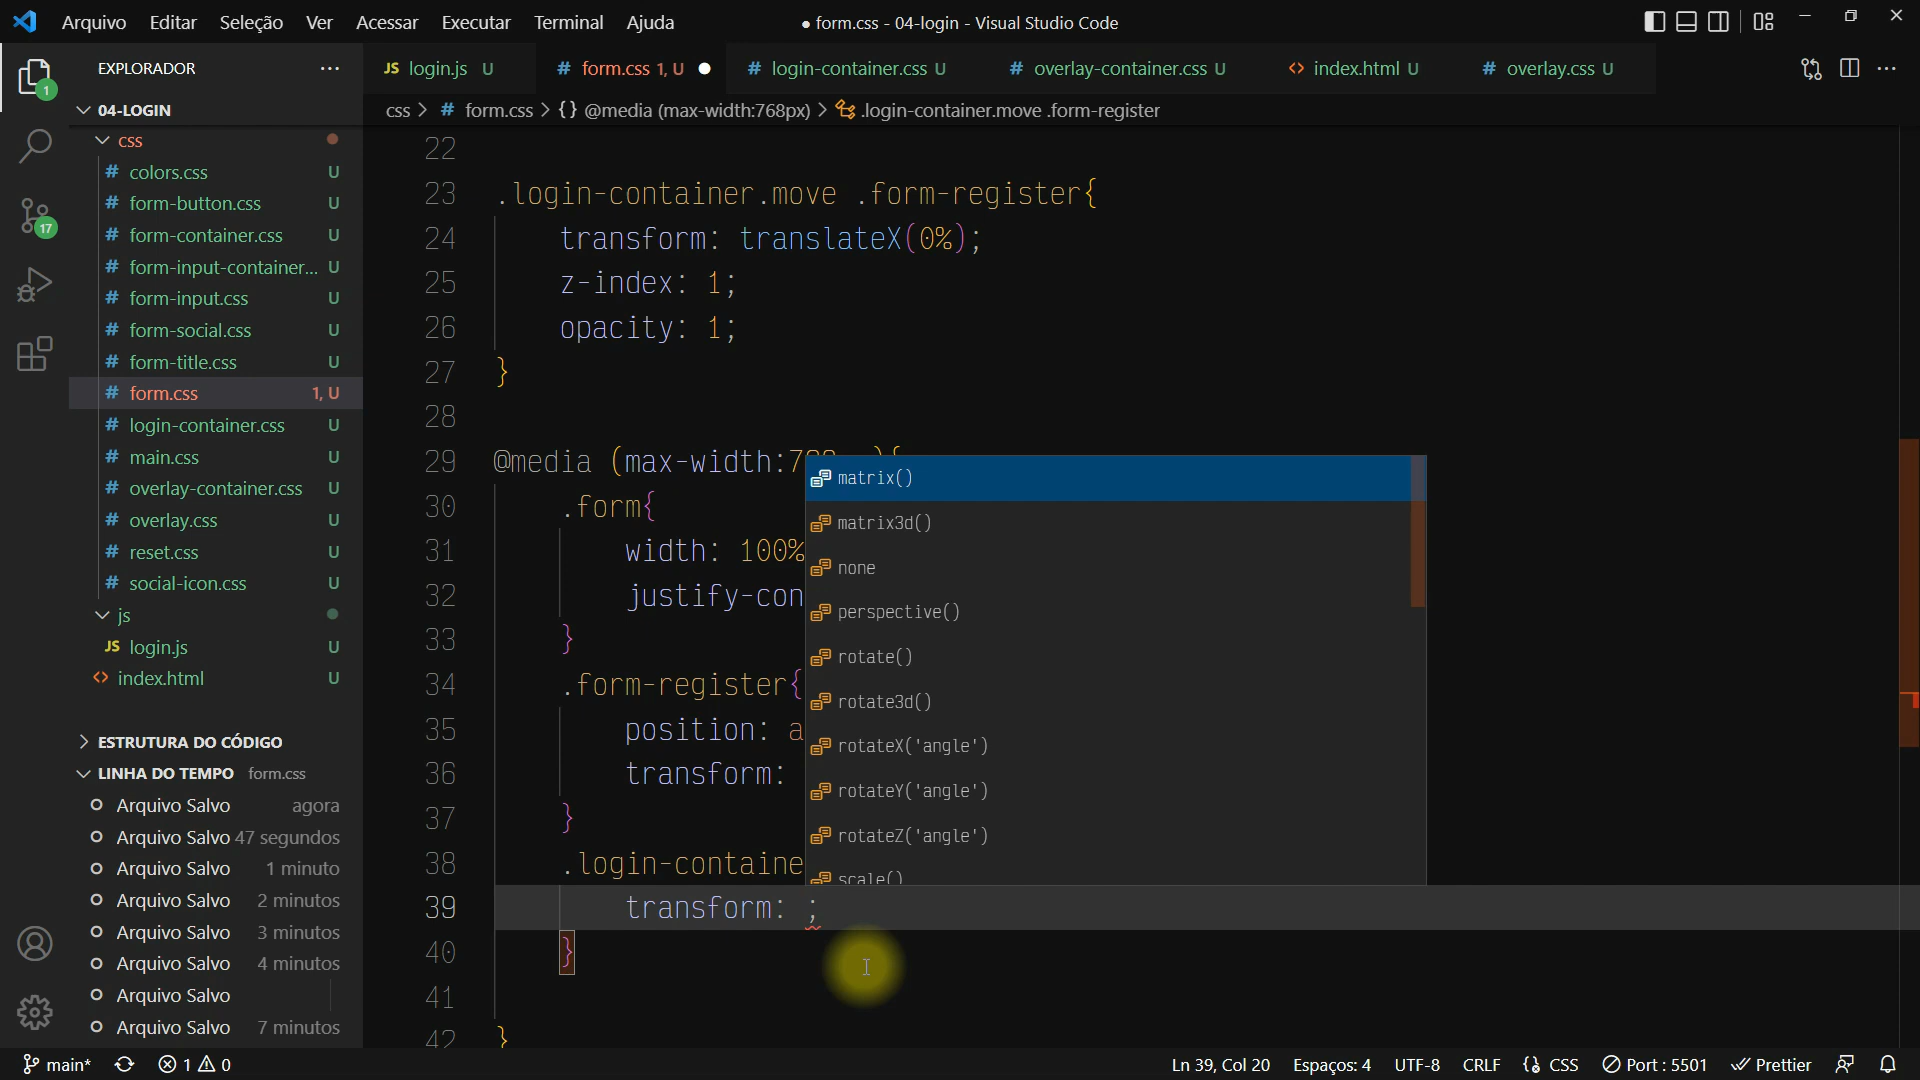 Arquivo Editar Seleção Ver Acessar Executar Terminal Ajuda
● form.css - 04-login - Visual Studio Code
EXPLORADOR ···
JS login.js U
# form.css 1, U ●
# login-container.css U
# overlay-container.css U
<> index.html U
# overlay.css U
04-LOGIN
css > # form.css > {} @media (max-width:768px) > .login-container.move .form-register
css
# colors.css U
# form-button.css U
# form-container.css U
# form-input-container... U
# form-input.css U
# form-social.css U
# form-title.css U
# form.css 1, U
# login-container.css U
# main.css U
# overlay-container.css U
# overlay.css U
# reset.css U
# social-icon.css U
js
JS login.js U
<> index.html U
ESTRUTURA DO CÓDIGO
LINHA DO TEMPO form.css
Arquivo Salvo agora
Arquivo Salvo 47 segundos
Arquivo Salvo 1 minuto
Arquivo Salvo 2 minutos
Arquivo Salvo 3 minutos
Arquivo Salvo 4 minutos
Arquivo Salvo
Arquivo Salvo 7 minutos
1
17
22
23 .login-container.move .form-register{
24 transform: translateX(0%);
25 z-index: 1;
26 opacity: 1;
27 }
28
29 @media (max-width:7
30 .form{
31 width: 100%
32 justify-con
33 }
34 .form-register{
35 position: a
36 transform:
37 }
38 .login-containe
39 transform: ;
40 }
41
42 }
matrix()
matrix3d()
none
perspective()
rotate()
rotate3d()
rotateX('angle')
rotateY('angle')
rotateZ('angle')
scale()
main* 1 0
Ln 39, Col 20 Espaços: 4 UTF-8 CRLF {} CSS Port : 5501 Prettier